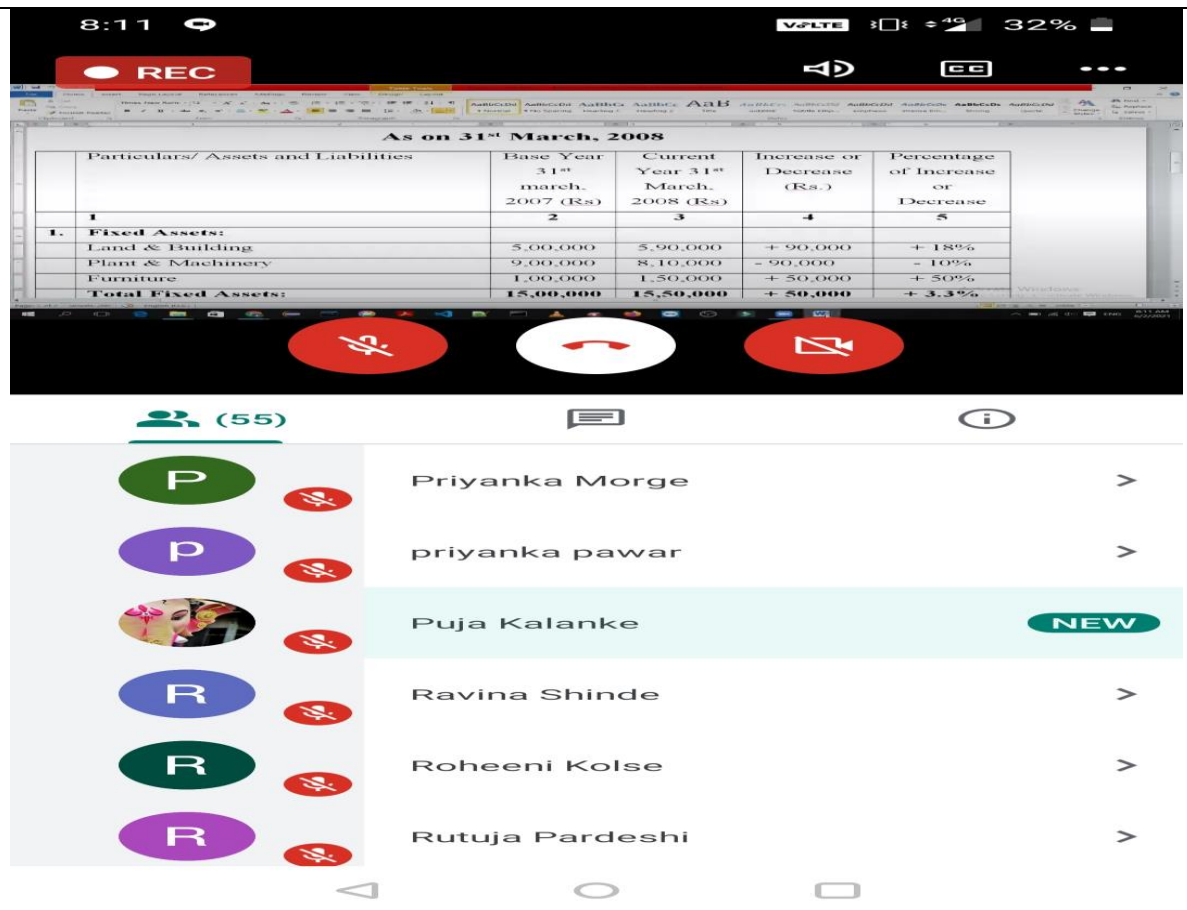 8:11 VoLTE 4G 32%
REC CC
As on 31st March, 2008
Particulars/ Assets and Liabilities Base Year 31st march, 2007 (Rs) Current Year 31st March, 2008 (Rs) Increase or Decrease (Rs.) Percentage of Increase or Decrease
1 2 3 4 5
1. Fixed Assets:
Land & Building 5,00,000 5,90,000 + 90,000 + 18%
Plant & Machinery 9,00,000 8,10,000 - 90,000 - 10%
Furniture 1,00,000 1,50,000 + 50,000 + 50%
Total Fixed Assets: 15,00,000 15,50,000 + 50,000 + 3.3%
8:11 AM
(55)
P Priyanka Morge
p priyanka pawar
Puja Kalanke NEW
R Ravina Shinde
R Roheeni Kolse
R Rutuja Pardeshi